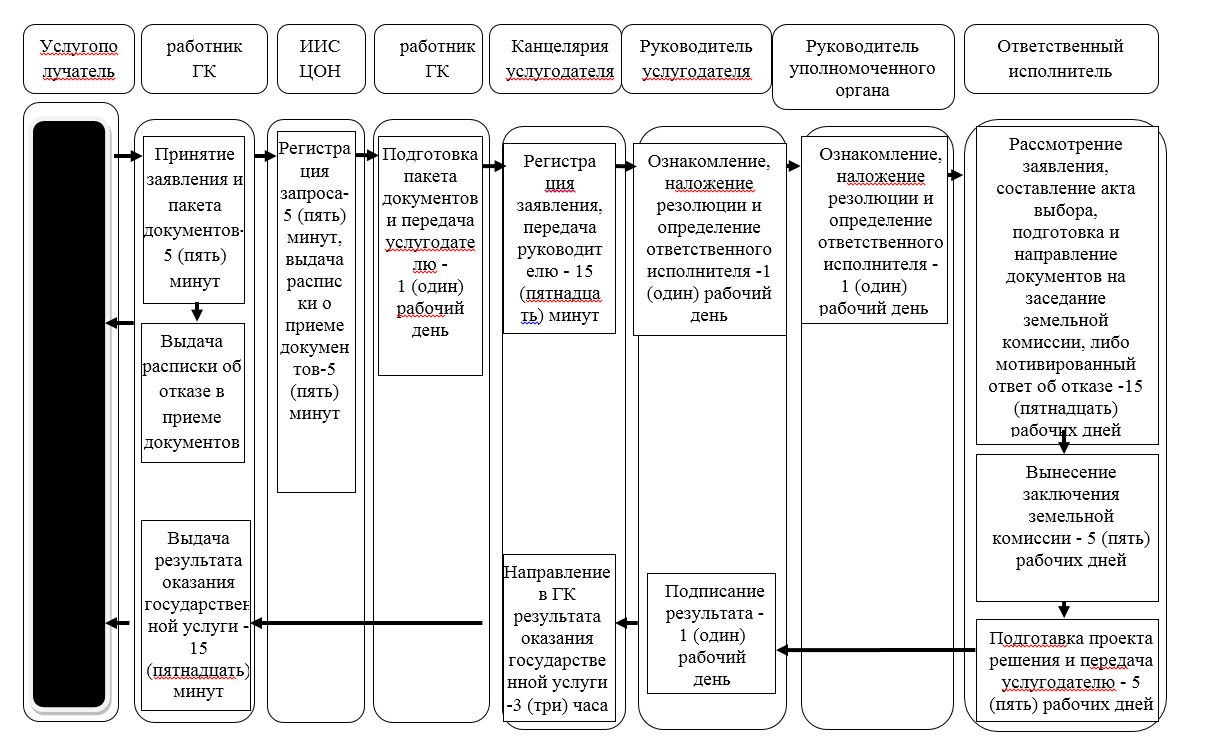 Услугопо
лучатель
работник
ГК
ИИС
ЦОН
работник
ГК
Канцелярия
услугодателя
Руководитель
услугодателя
Руководитель
уполномоченного
органа
Ответственный
исполнитель
Принятие
заявления и
пакета
документов-
5 (пять)
минут
Выдача
расписки об
отказе в
приеме
документов
Выдача
результата
оказания
государствен
ной услуги -
15
(пятнадцать)
минут
Регистра
ция
запроса-
5 (пять)
минут,
выдача
распис
ки о
приеме
докумен
тов-5
(пять)
минут
Подготовка
пакета
документов
и передача
услугодате
лю -
1 (один)
рабочий
день
Регистра
ция
заявления,
передача
руководит
елю - 15
(пятнадца
ть) минут
Направление
в ГК
результата
оказания
государстве
нной услуги
-3 (три) часа
Ознакомление,
наложение
резолюции и
определение
ответственного
исполнителя -1
(один) рабочий
день
Подписание
результата -
1 (один)
рабочий
день
Ознакомление,
наложение
резолюции и
определение
ответственного
исполнителя -
1 (один)
рабочий день
Рассмотрение
заявления,
составление акта
выбора,
подготовка и
направление
документов на
заседание
земельной
комиссии, либо
мотивированный
ответ об отказе -15
(пятнадцать)
рабочих дней
Вынесение
заключения
земельной
комиссии - 5 (пять)
рабочих дней
Подготавка проекта
решения и передача
услугодателю - 5
(пять) рабочих дней